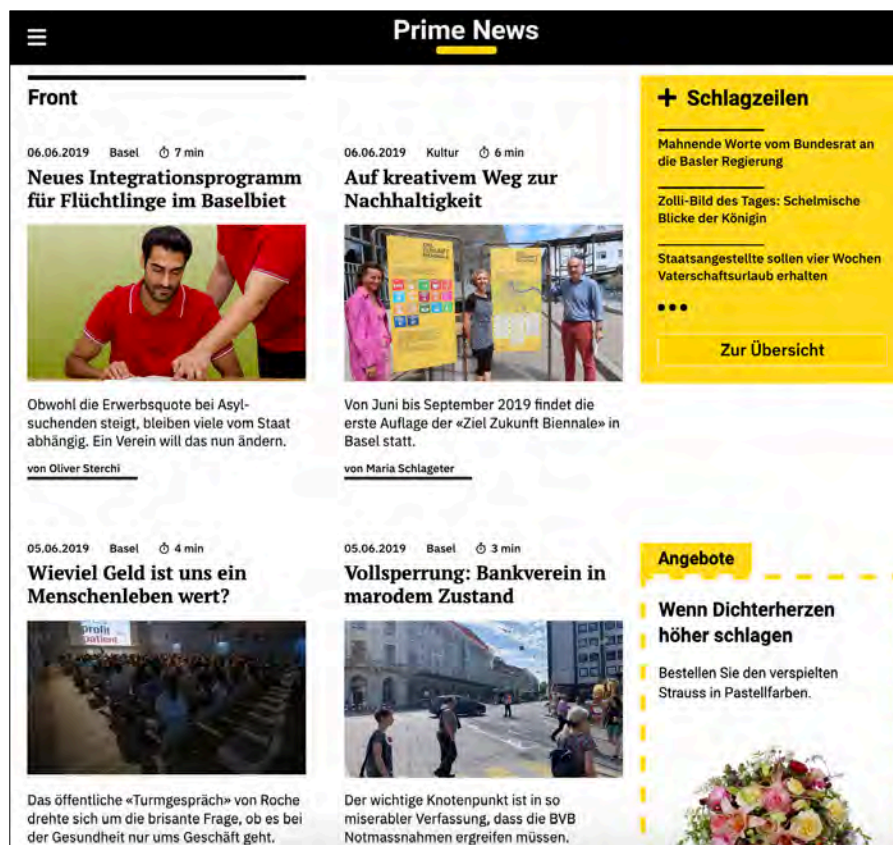 Prime News
Front
06.06.2019 Basel 7 min
Neues Integrationsprogramm
für Flüchtlinge im Baselbiet
Obwohl die Erwerbsquote bei Asyl-
suchenden steigt, bleiben viele vom Staat
abhängig. Ein Verein will das nun ändern.
von Oliver Sterchi
06.06.2019 Kultur 6 min
Auf kreativem Weg zur
Nachhaltigkeit
Von Juni bis September 2019 findet die
erste Auflage der «Ziel Zukunft Biennale» in
Basel statt.
von Maria Schlageter
+ Schlagzeilen
Mahnende Worte vom Bundesrat an
die Basler Regierung
Zolli-Bild des Tages: Schelmische
Blicke der Königin
Staatsangestellte sollen vier Wochen
Vaterschaftsurlaub erhalten
Zur Übersicht
05.06.2019 Basel 4 min
Wieviel Geld ist uns ein
Menschenleben wert?
profit
patient
Das öffentliche «Turmgespräch» von Roche
drehte sich um die brisante Frage, ob es bei
der Gesundheit nur ums Geschäft geht.
05.06.2019 Basel 3 min
Vollsperrung: Bankverein in
marodem Zustand
Der wichtige Knotenpunkt ist in so
miserabler Verfassung, dass die BVB
Notmassnahmen ergreifen müssen.
Angebote
Wenn Dichterherzen
höher schlagen
Bestellen Sie den verspielten
Strauss in Pastellfarben.